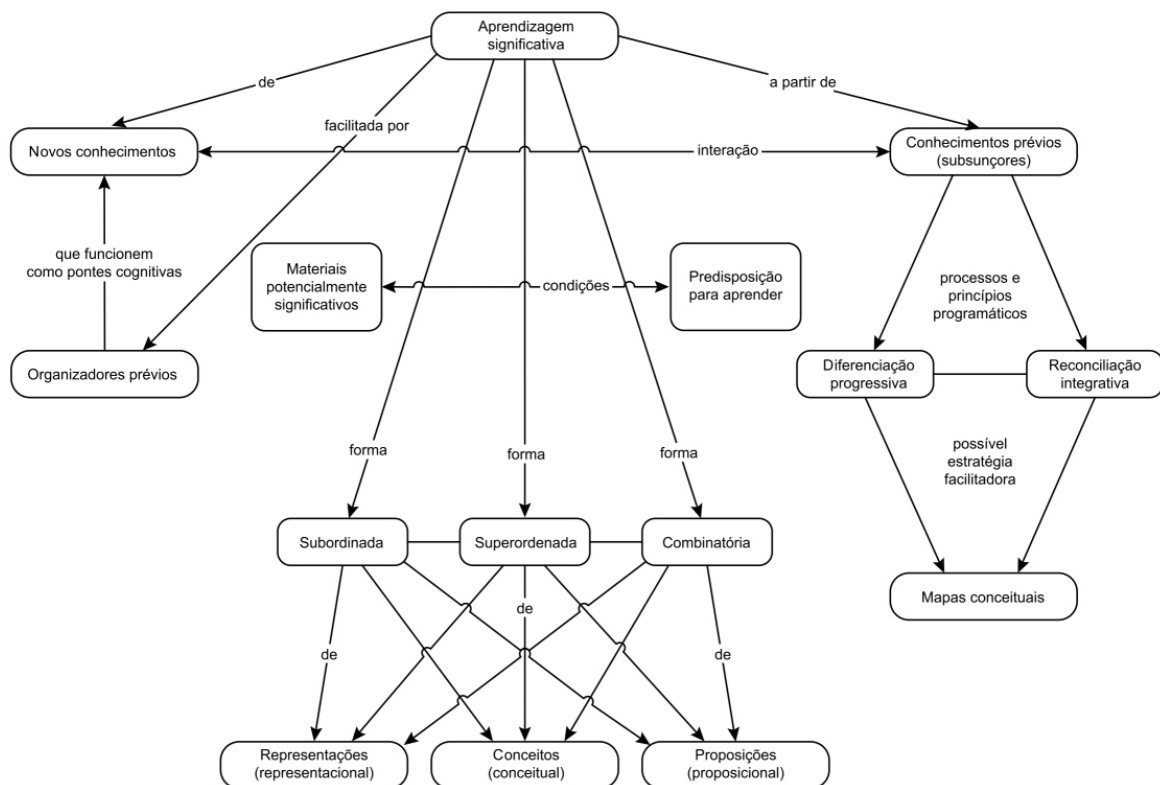 Aprendizagem
significativa
de
a partir de
facilitada por
Novos conhecimentos
interação
Conhecimentos prévios
(subsunçores)
que funcionem
como pontes cognitivas
Materiais
potencialmente
significativos
condições
Predisposição
para aprender
processos e
princípios
programáticos
Organizadores prévios
Diferenciação
progressiva
Reconciliação
integrativa
forma
forma
forma
possível
estratégia
facilitadora
Subordinada
Superordenada
Combinatória
Mapas conceituais
de
de
de
Representações
(representacional)
Conceitos
(conceitual)
Proposições
(proposicional)